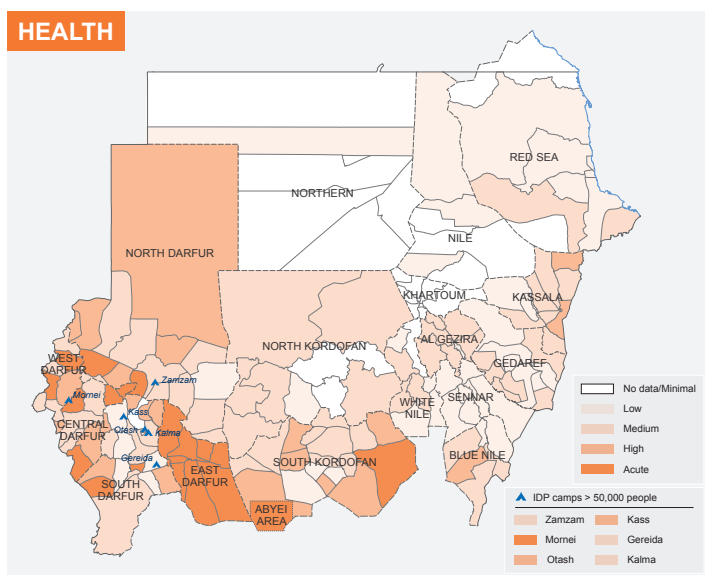 HEALTH
RED SEA
NORTHERN
NILE
NORTH DARFUR
KHARTOUM
KASSALA
NORTH KORDOFAN
AL GEZIRA
WEST
DARFUR
GEDAREF
Zamzam
Mornei
WHITE
NILE
SENNAR
Kass
CENTRAL
DARFUR
Otash
Kalma
Gereida
SOUTH KORDOFAN
BLUE NILE
EAST
DARFUR
SOUTH
DARFUR
ABYEI
AREA
No data/Minimal
Low
Medium
High
Acute
IDP camps > 50,000 people
Zamzam
Kass
Mornei
Gereida
Otash
Kalma